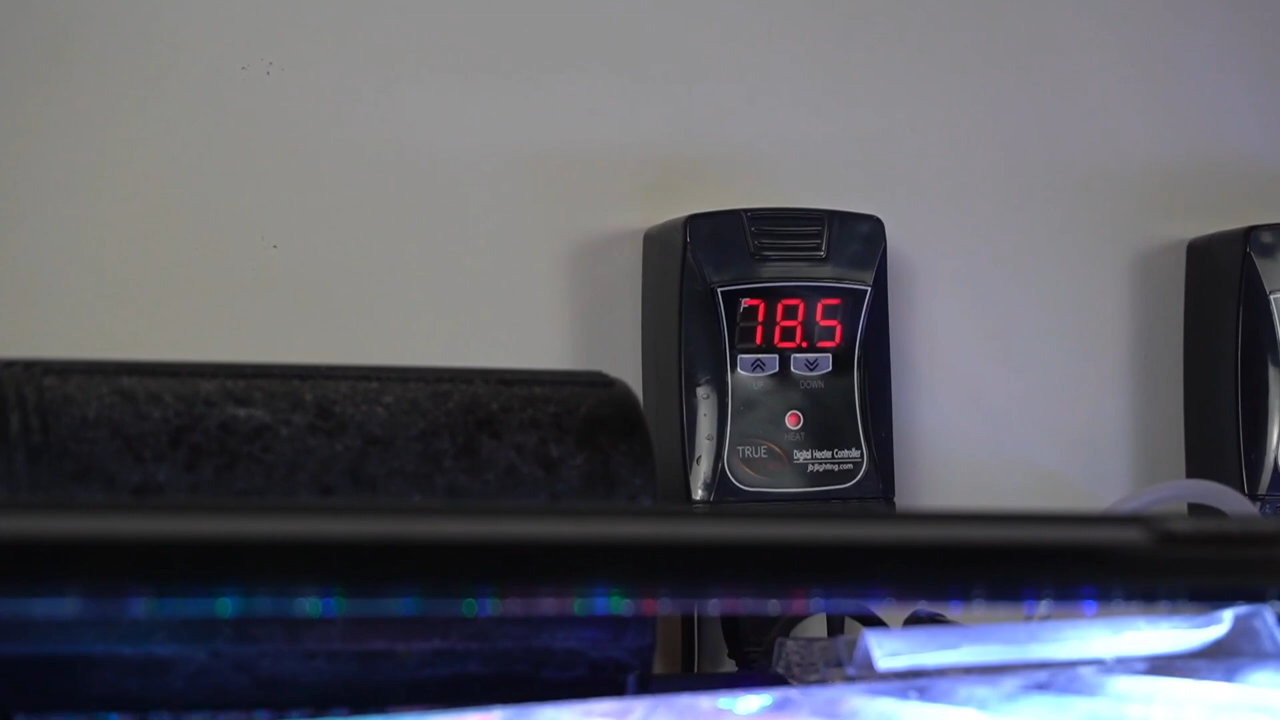 78.5
UP
DOWN
HEAT
TRUE
Digital Heater Controller
jbjlighting.com